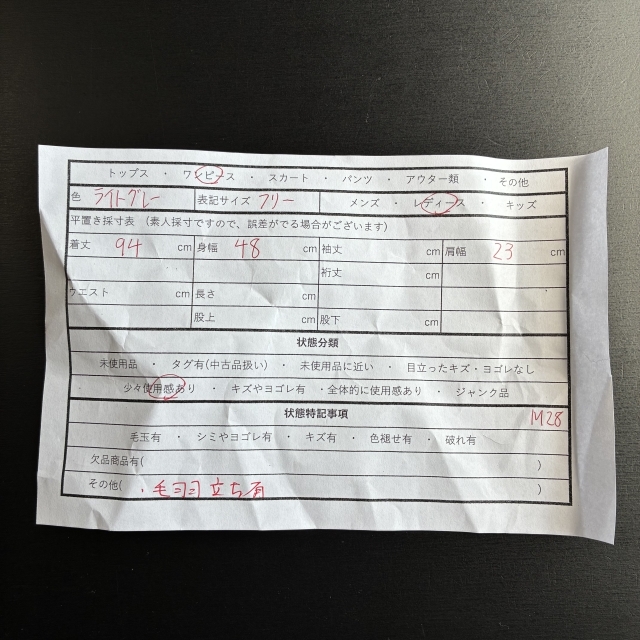 トップス ・ ワンピース ・ スカート ・ パンツ ・ アウター類 ・ その他
色 ライトグレー 表記サイズ フリー メンズ ・ レディース ・ キッズ
平置き採寸表 (素人採寸ですので、誤差がでる場合がございます)
着丈 94 cm 身幅 48 cm 袖丈 cm 肩幅 23 cm
裄丈 cm
ウエスト cm 長さ cm
股上 cm 股下 cm
状態分類
未使用品 ・ タグ有(中古品扱い) ・ 未使用品に近い ・ 目立ったキズ・ヨゴレなし
少々使用感あり ・ キズやヨゴレ有 ・全体的に使用感あり ・ ジャンク品
状態特記事項 M28
毛玉有 ・ シミやヨゴレ有 ・ キズ有 ・ 色褪せ有 ・ 破れ有
欠品商品有( )
その他( ・毛羽立ち有 )